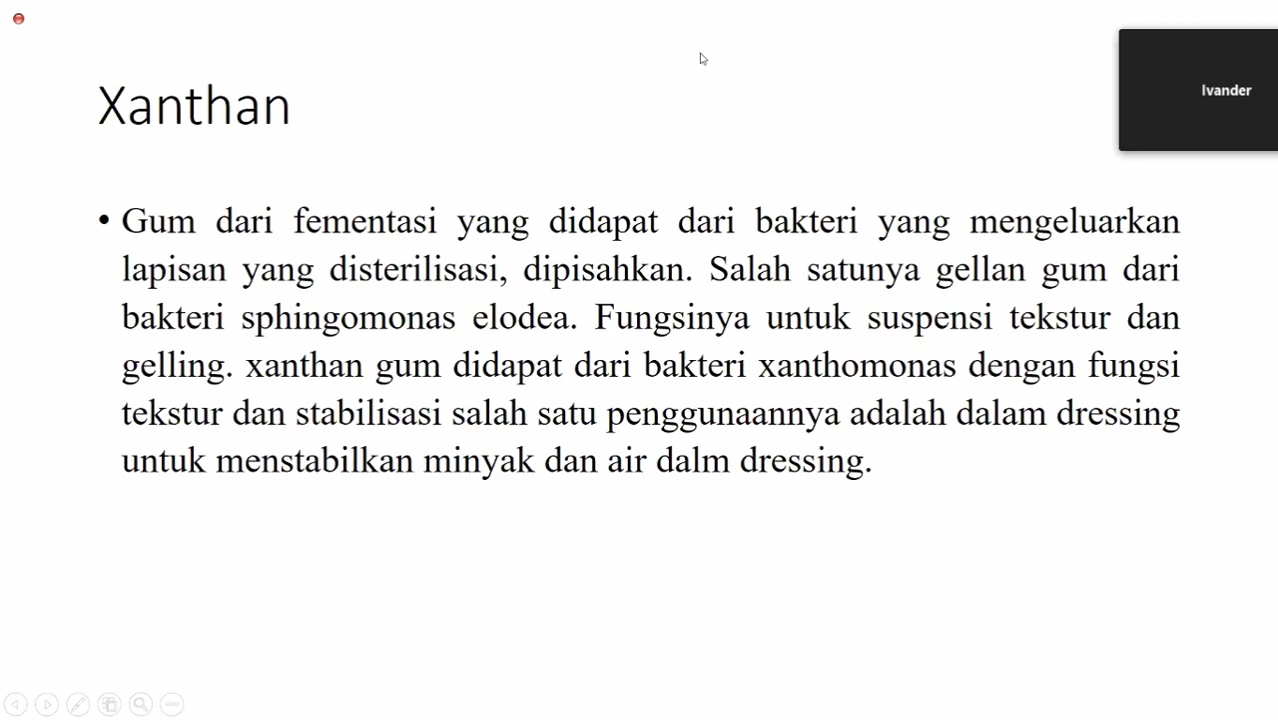 Ivander
Xanthan
• Gum dari fementasi yang didapat dari bakteri yang mengeluarkan
lapisan yang disterilisasi, dipisahkan. Salah satunya gellan gum dari
bakteri sphingomonas elodea. Fungsinya untuk suspensi tekstur dan
gelling. xanthan gum didapat dari bakteri xanthomonas dengan fungsi
tekstur dan stabilisasi salah satu penggunaannya adalah dalam dressing
untuk menstabilkan minyak dan air dalm dressing.